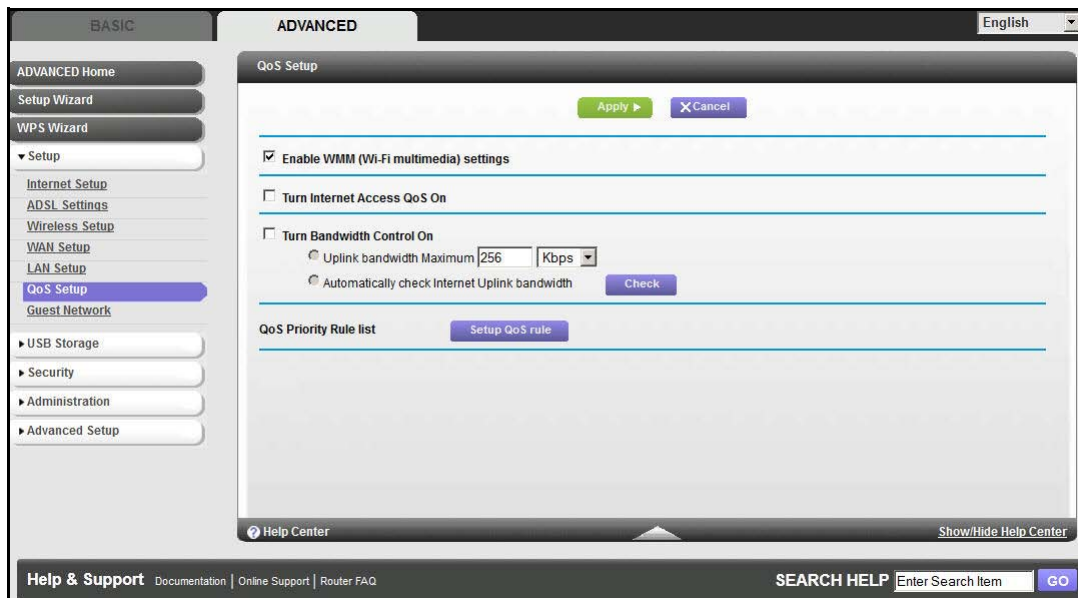 BASIC
ADVANCED
English
ADVANCED Home
Setup Wizard
WPS Wizard
Setup
Internet Setup
ADSL Settings
Wireless Setup
WAN Setup
LAN Setup
QoS Setup
Guest Network
USB Storage
Security
Administration
Advanced Setup
QoS Setup
Apply
Cancel
Enable WMM (Wi-Fi multimedia) settings
Turn Internet Access QoS On
Turn Bandwidth Control On
Uplink bandwidth Maximum 256 Kbps
Automatically check Internet Uplink bandwidth Check
QoS Priority Rule list Setup QoS rule
Help Center Show/Hide Help Center
Help & Support Documentation | Online Support | Router FAQ SEARCH HELP Enter Search Item GO